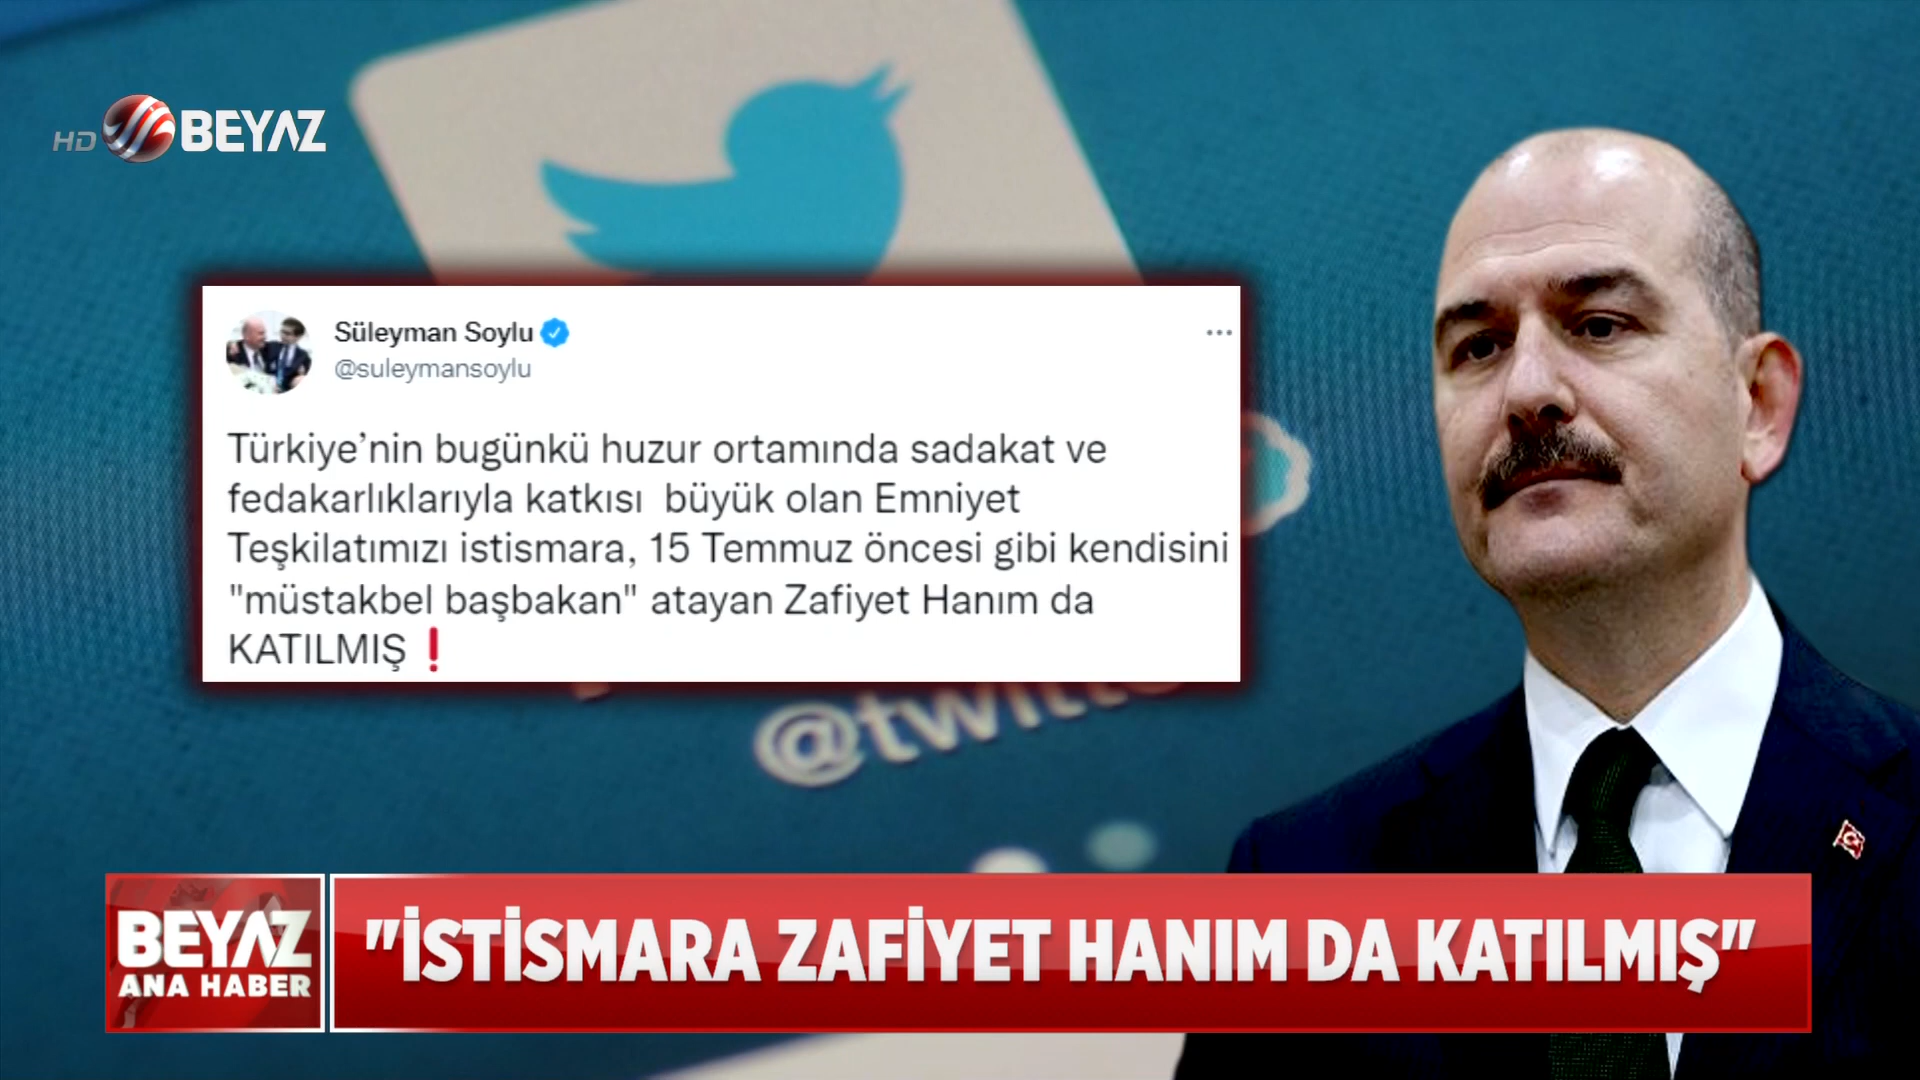 HD BEYAZ
Süleyman Soylu
@suleymansoylu
Türkiye’nin bugünkü huzur ortamında sadakat ve
fedakarlıklarıyla katkısı büyük olan Emniyet
Teşkilatımızı istismara, 15 Temmuz öncesi gibi kendisini
"müstakbel başbakan" atayan Zafiyet Hanım da
KATILMIŞ❗
BEYAZ
ANA HABER
"İSTİSMARA ZAFİYET HANIM DA KATILMIŞ"